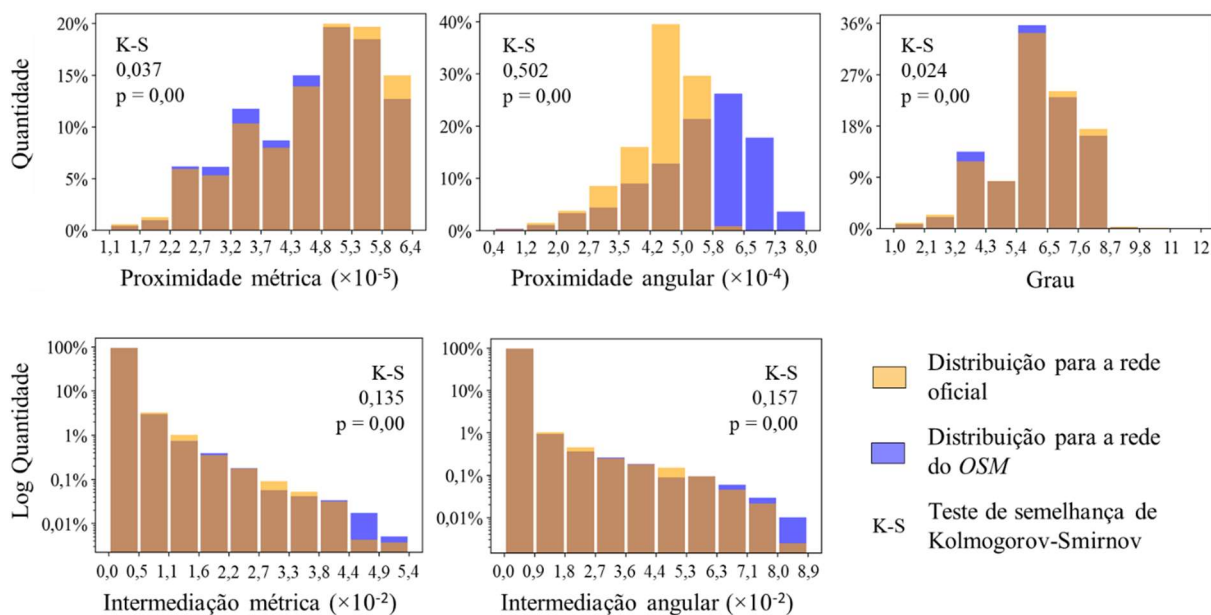 Quantidade
20%
15%
10%
5%
0%
K-S
0,037
p = 0,00
1,1 1,7 2,2 2,7 3,2 3,7 4,3 4,8 5,3 5,8 6,4
Proximidade métrica (×10-5)
40%
30%
20%
10%
0%
K-S
0,502
p = 0,00
0,4 1,2 2,0 2,7 3,5 4,2 5,0 5,8 6,5 7,3 8,0
Proximidade angular (×10-4)
36%
27%
18%
9%
0%
K-S
0,024
p = 0,00
1,0 2,1 3,2 4,3 5,4 6,5 7,6 8,7 9,8 11 12
Grau
Log Quantidade
100%
10%
1%
0,1%
0,01%
K-S
0,135
p = 0,00
0,0 0,5 1,1 1,6 2,2 2,7 3,3 3,8 4,4 4,9 5,4
Intermediação métrica (×10-2)
100%
10%
1%
0,1%
0,01%
K-S
0,157
p = 0,00
0,0 0,9 1,8 2,7 3,6 4,4 5,3 6,3 7,1 8,0 8,9
Intermediação angular (×10-2)
Distribuição para a rede
oficial
Distribuição para a rede
do OSM
K-S Teste de semelhança de
Kolmogorov-Smirnov